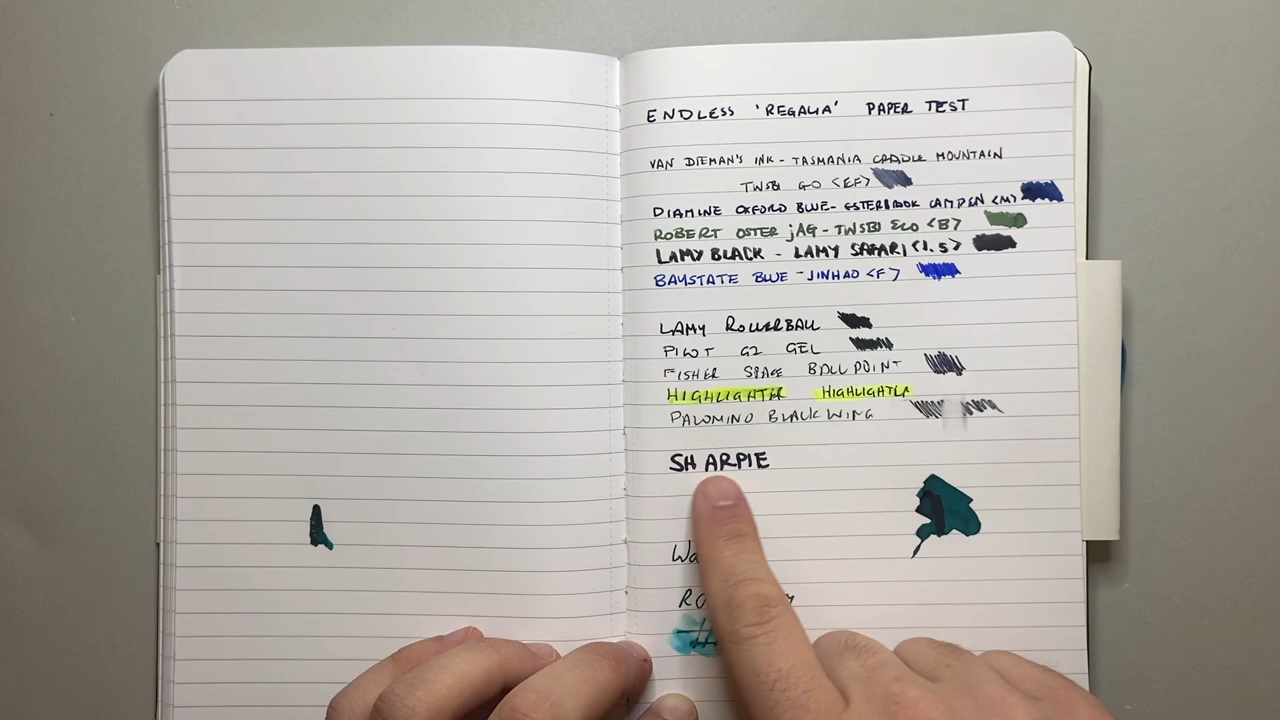 ENDLESS 'REGALIA' PAPER TEST
VAN DIEMAN'S INK - TASMANIA CRADLE MOUNTAIN
TWSBI GO <EF>
DIAMINE OXFORD BLUE - ESTERBROOK CAMDEN <M>
ROBERT OSTER jAG - TWSBI ECO <B>
LAMY BLACK - LAMY SAFARI <1.5>
BAYSTATE BLUE - JINHAO <F>
LAMY ROLLERBALL
PILOT G2 GEL
FISHER SPACE BALLPOINT
HIGHLIGHTER HIGHLIGHTER
PALOMINO BLACKWING
SHARPIE